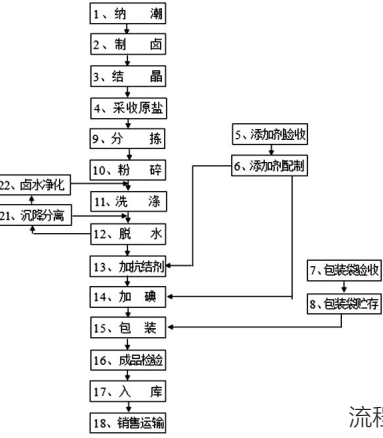 1、纳 潮
2、制 卤
3、结 晶
4、采收原盐
9、分 拣
5、添加剂验收
10、粉 碎
6、添加剂配制
22、卤水净化
11、洗 涤
21、沉降分离
12、脱 水
13、加抗结剂
7、包装袋验收
14、加 碘
8、包装袋贮存
15、包 装
16、成品检验
17、入 库
18、销售运输
流程